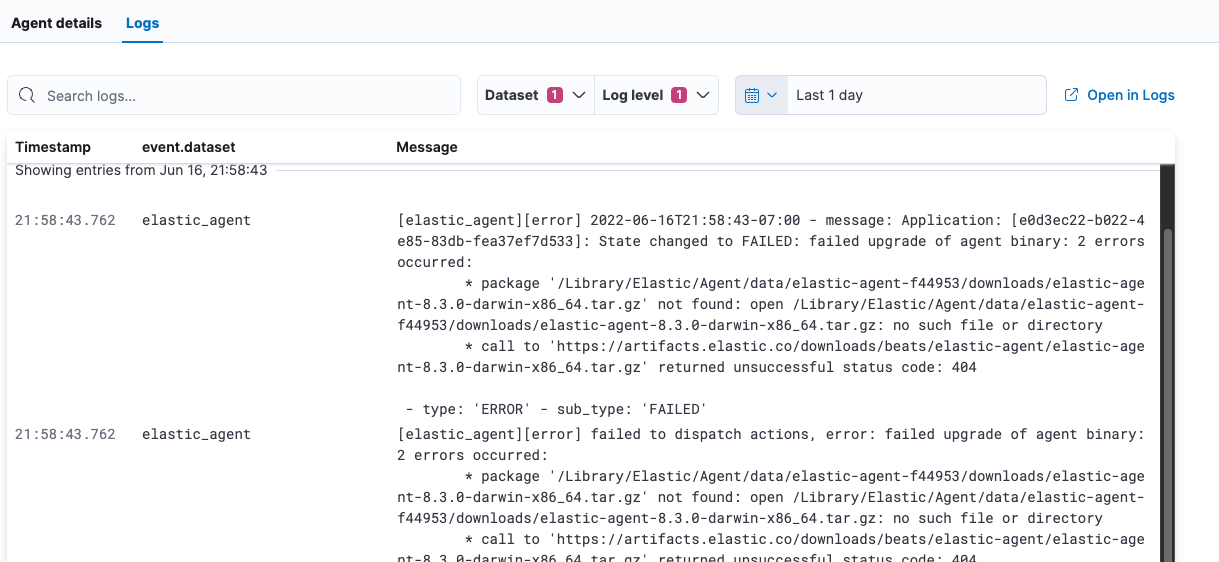 Agent details Logs
Search logs... Dataset 1 Log level 1 Last 1 day Open in Logs
Timestamp event.dataset Message
Showing entries from Jun 16, 21:58:43
21:58:43.762 elastic_agent [elastic_agent][error] 2022-06-16T21:58:43-07:00 - message: Application: [e0d3ec22-b022-4
e85-83db-fea37ef7d533]: State changed to FAILED: failed upgrade of agent binary: 2 errors
occurred:
* package '/Library/Elastic/Agent/data/elastic-agent-f44953/downloads/elastic-age
nt-8.3.0-darwin-x86_64.tar.gz' not found: open /Library/Elastic/Agent/data/elastic-agent-
f44953/downloads/elastic-agent-8.3.0-darwin-x86_64.tar.gz: no such file or directory
* call to 'https://artifacts.elastic.co/downloads/beats/elastic-agent/elastic-age
nt-8.3.0-darwin-x86_64.tar.gz' returned unsuccessful status code: 404
- type: 'ERROR' - sub_type: 'FAILED'
21:58:43.762 elastic_agent [elastic_agent][error] failed to dispatch actions, error: failed upgrade of agent binary:
2 errors occurred:
* package '/Library/Elastic/Agent/data/elastic-agent-f44953/downloads/elastic-age
nt-8.3.0-darwin-x86_64.tar.gz' not found: open /Library/Elastic/Agent/data/elastic-agent-
f44953/downloads/elastic-agent-8.3.0-darwin-x86_64.tar.gz: no such file or directory
* call to 'https://artifacts.elastic.co/downloads/beats/elastic-agent/elastic-age
nt-8.3.0-darwin-x86_64.tar.gz' returned unsuccessful status code: 404